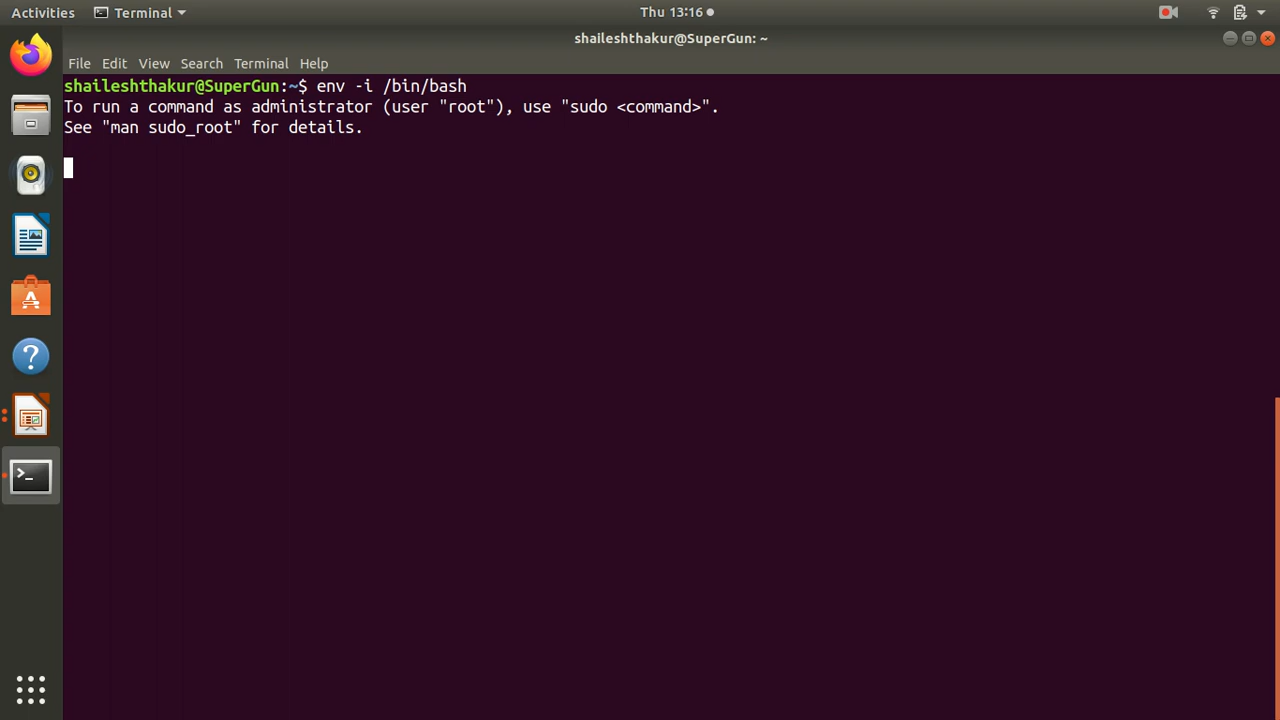 Activities Terminal Thu 13:16
shaileshthakur@SuperGun: ~
File Edit View Search Terminal Help
shaileshthakur@SuperGun:~$ env -i /bin/bash
To run a command as administrator (user "root"), use "sudo <command>".
See "man sudo_root" for details.